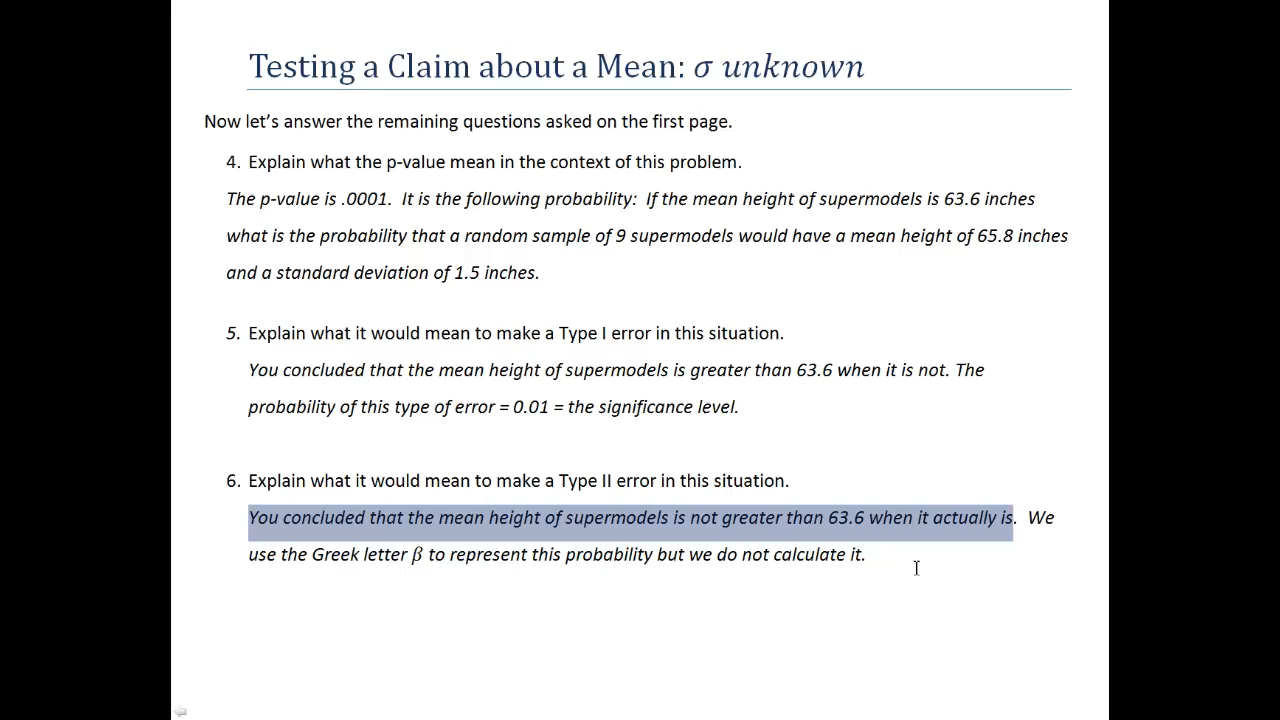 Testing a Claim about a Mean: σ unknown
Now let's answer the remaining questions asked on the first page.
4. Explain what the p-value mean in the context of this problem.
The p-value is .0001.  It is the following probability:  If the mean height of supermodels is 63.6 inches
what is the probability that a random sample of 9 supermodels would have a mean height of 65.8 inches
and a standard deviation of 1.5 inches.
5. Explain what it would mean to make a Type I error in this situation.
You concluded that the mean height of supermodels is greater than 63.6 when it is not. The
probability of this type of error = 0.01 = the significance level.
6. Explain what it would mean to make a Type II error in this situation.
You concluded that the mean height of supermodels is not greater than 63.6 when it actually is.  We
use the Greek letter β to represent this probability but we do not calculate it.